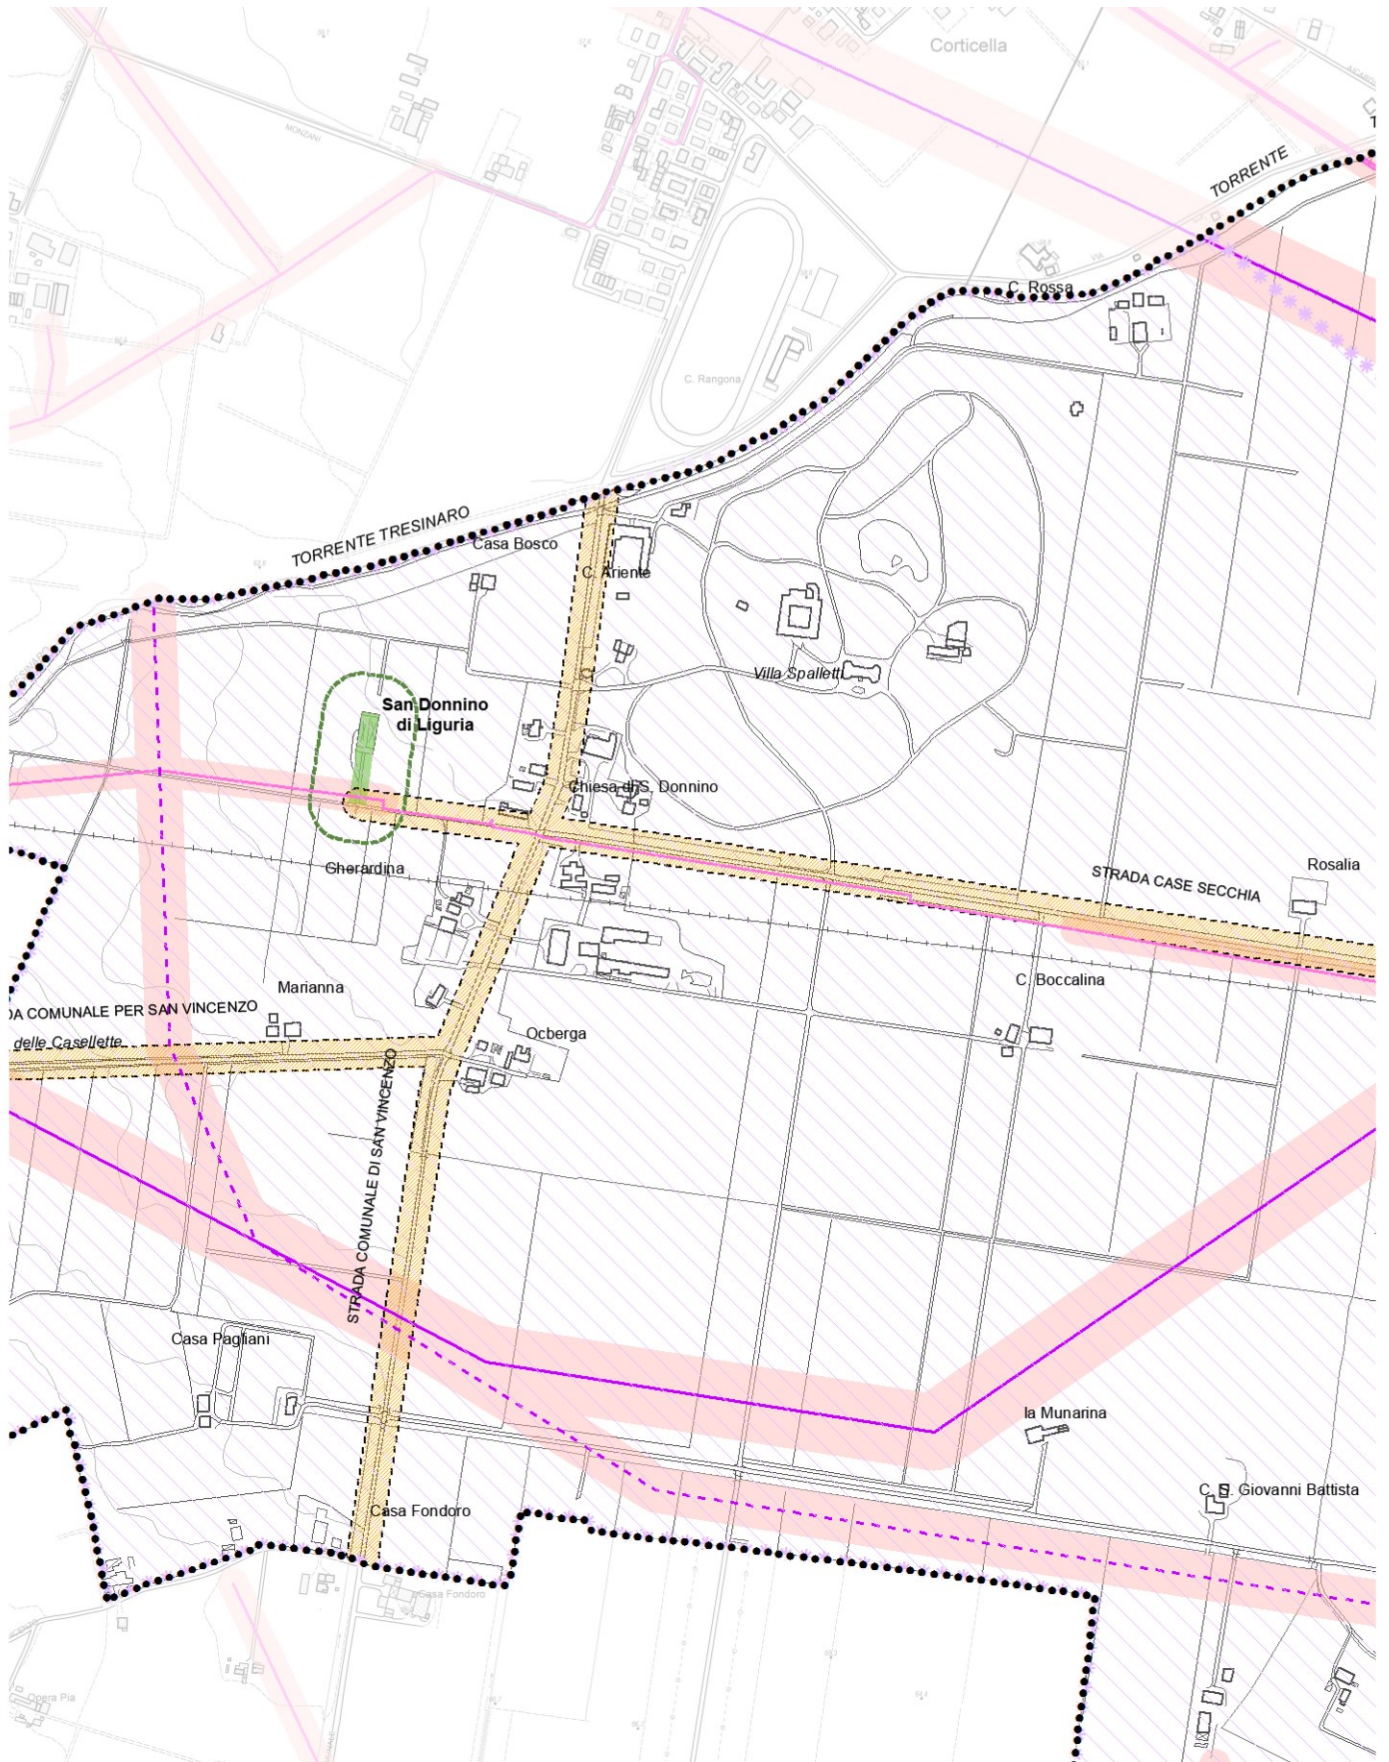 Corticella
MONZANI
TORRENTE
VIA
C. Rossa
C. Rangona
TORRENTE TRESINARO
Casa Bosco
C. Ariente
Villa Spalletti
San Donnino
di Liguria
Chiesa di S. Donnino
Gherardina
Rosalia
STRADA CASE SECCHIA
Marianna
C. Boccalina
DA COMUNALE PER SAN VINCENZO
delle Casellette
Ocberga
STRADA COMUNALE DI SAN VINCENZO
Casa Pagliani
la Munarina
C. S. Giovanni Battista
Casa Fondoro
Casa Fondoro
Opera Pia